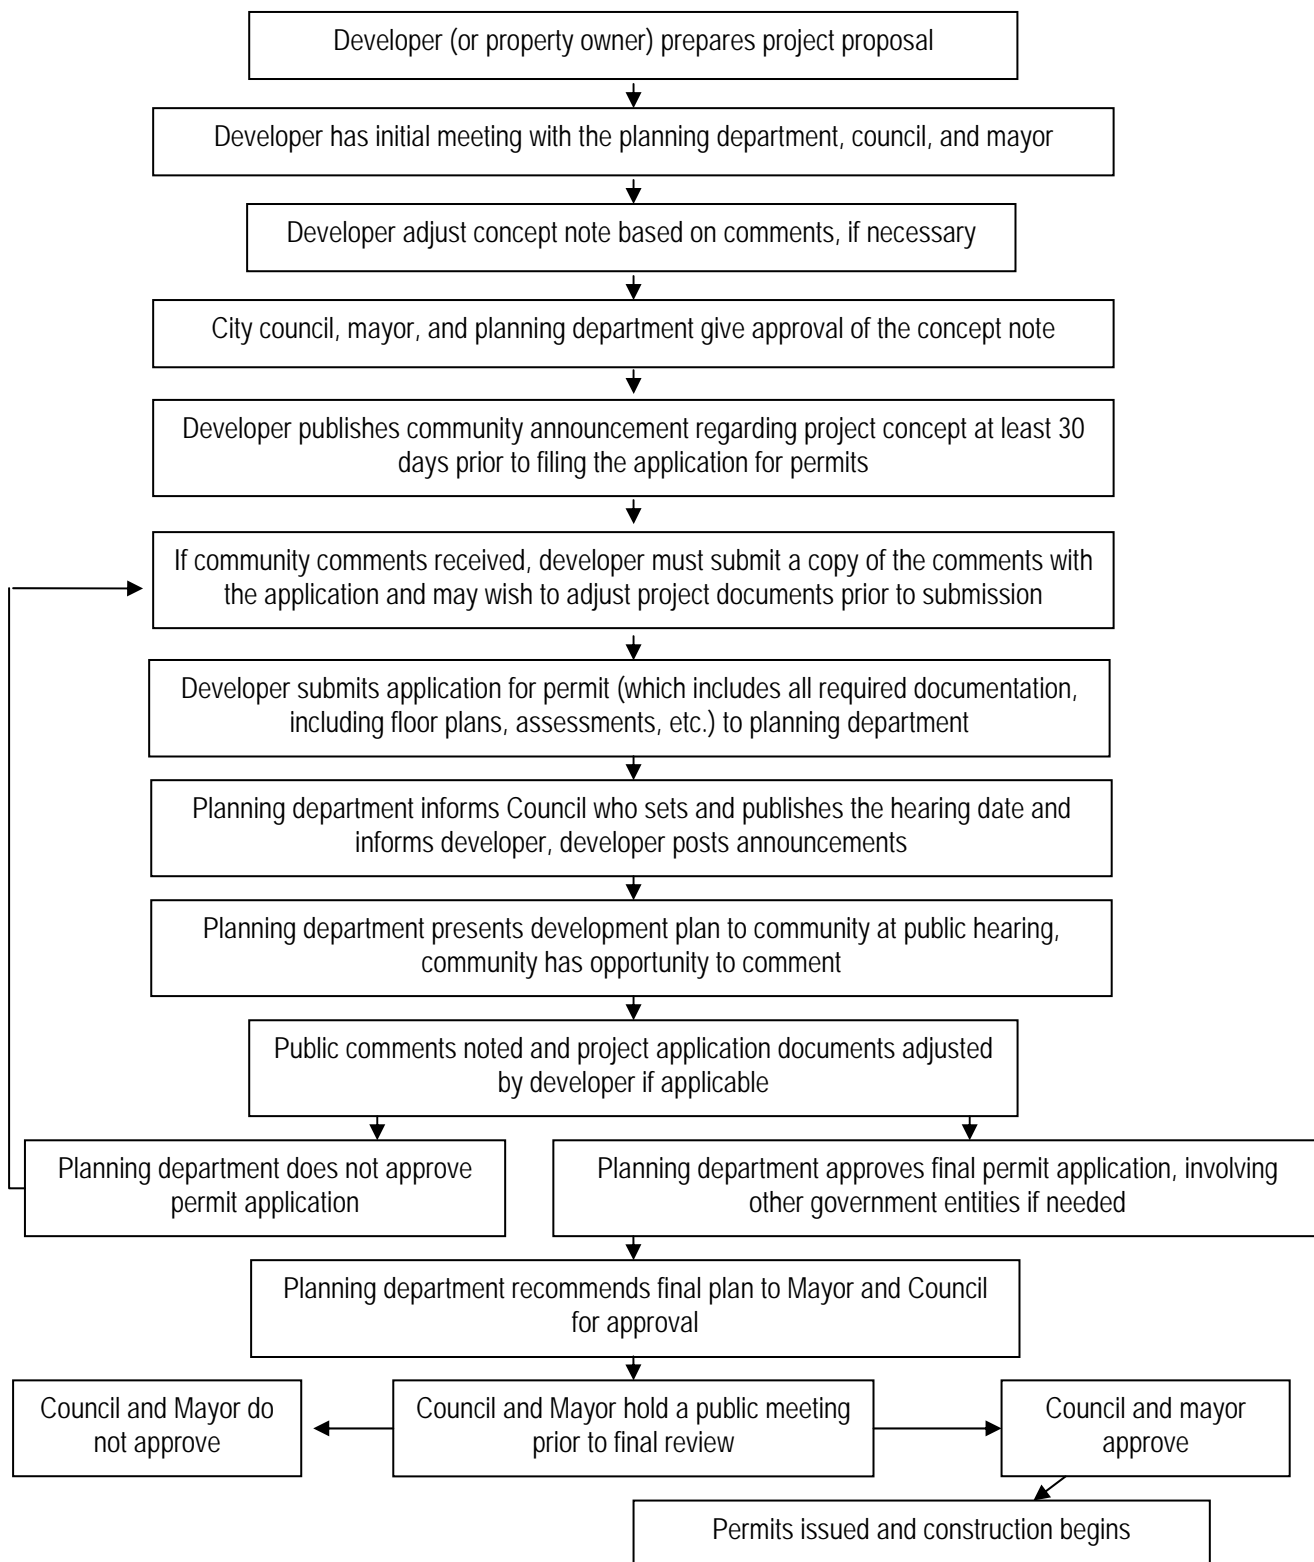 Developer (or property owner) prepares project proposal
Developer has initial meeting with the planning department, council, and mayor
Developer adjust concept note based on comments, if necessary
City council, mayor, and planning department give approval of the concept note
Developer publishes community announcement regarding project concept at least 30
days prior to filing the application for permits
If community comments received, developer must submit a copy of the comments with
the application and may wish to adjust project documents prior to submission
Developer submits application for permit (which includes all required documentation,
including floor plans, assessments, etc.) to planning department
Planning department informs Council who sets and publishes the hearing date and
informs developer, developer posts announcements
Planning department presents development plan to community at public hearing,
community has opportunity to comment
Public comments noted and project application documents adjusted
by developer if applicable
Planning department does not approve
permit application
Planning department approves final permit application, involving
other government entities if needed
Planning department recommends final plan to Mayor and Council
for approval
Council and Mayor do
not approve
Council and Mayor hold a public meeting
prior to final review
Council and mayor
approve
Permits issued and construction begins